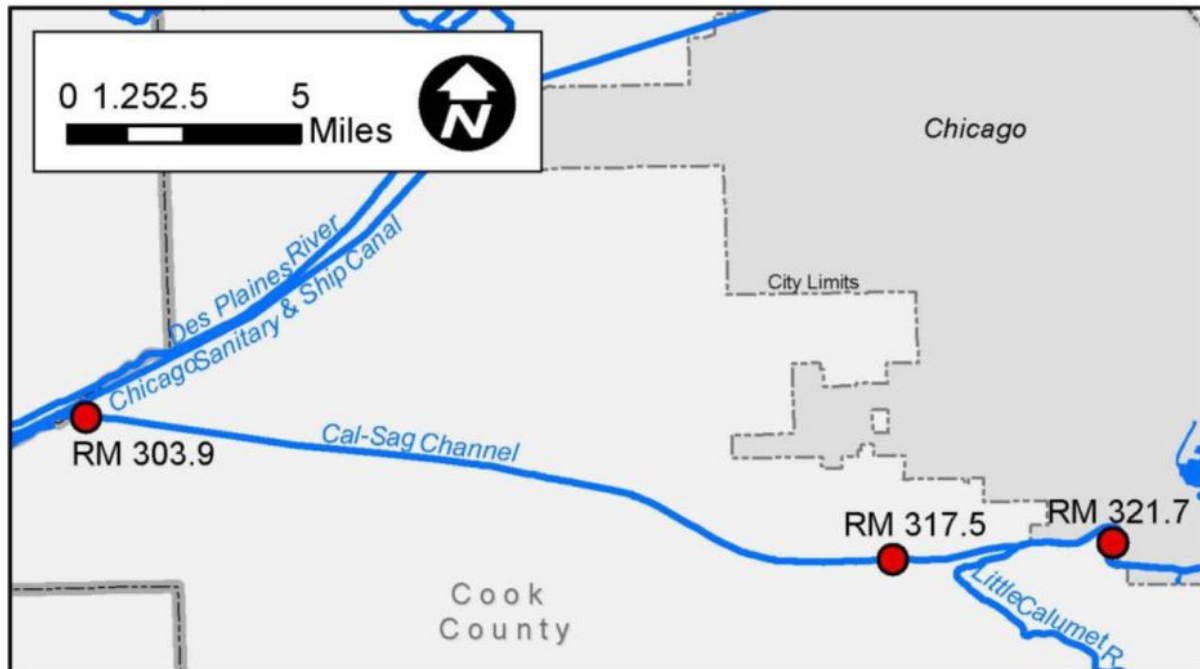 0 1.252.5 5
Miles
N
Chicago
Des Plaines River
Chicago Sanitary & Ship Canal
City Limits
Cal-Sag Channel
RM 303.9
RM 317.5
RM 321.7
Little Calumet R
Cook
County